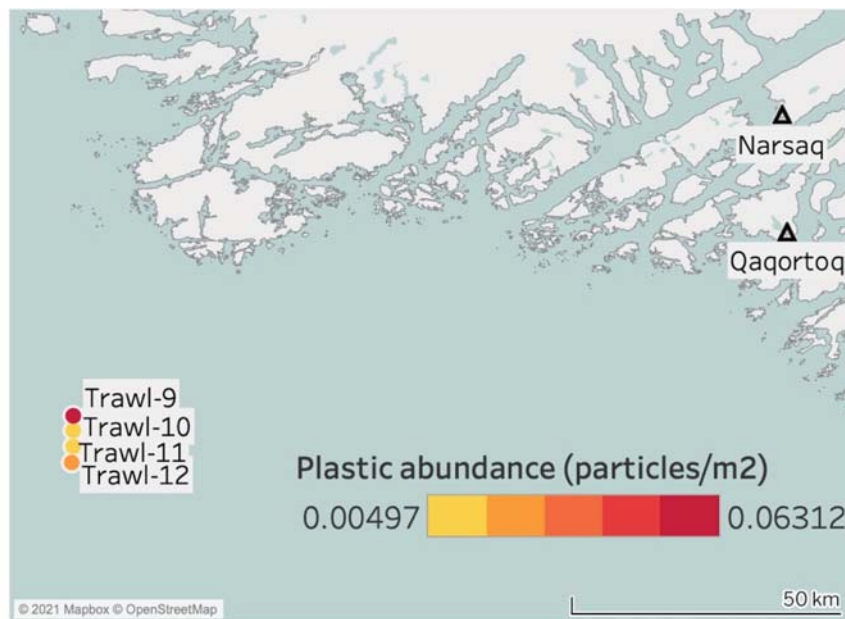 Narsaq
Qaqortoq
Trawl-9
Trawl-10
Trawl-11
Trawl-12
Plastic abundance (particles/m2)
0.00497
0.06312
50 km
© 2021 Mapbox © OpenStreetMap